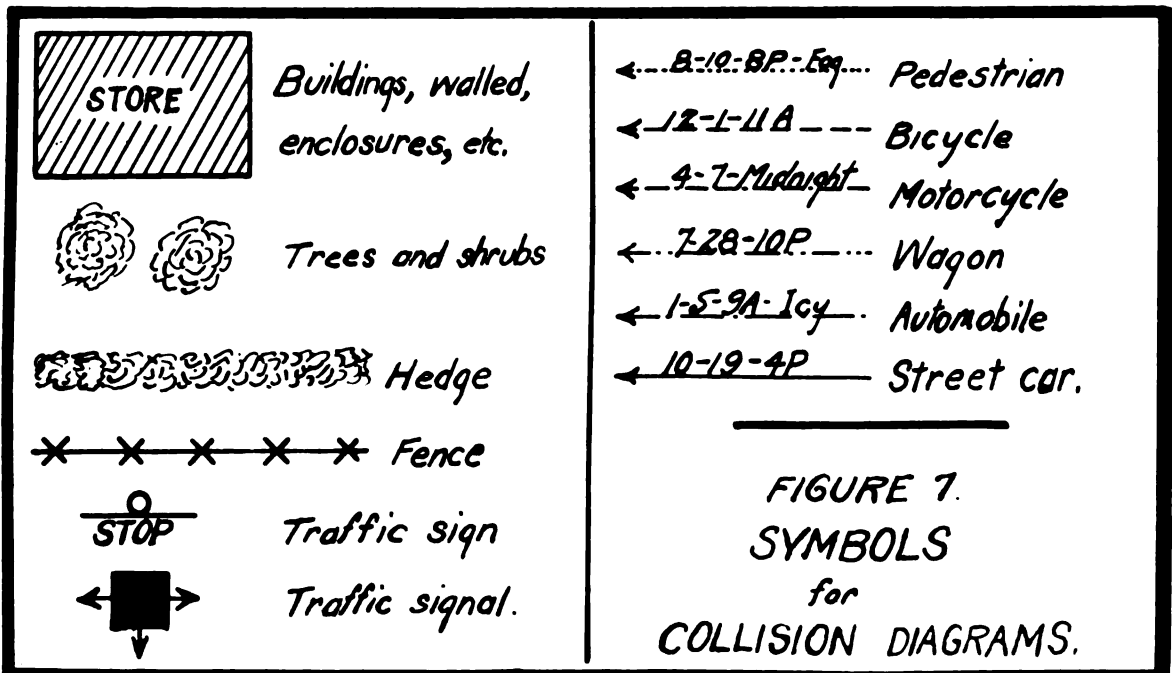 STORE
Buildings, walled,
enclosures, etc.
Trees and shrubs
Hedge
Fence
STOP
Traffic sign
Traffic signal.
8-10-8P-Fog Pedestrian
12-1-11A Bicycle
4-7-Midnight Motorcycle
7-28-10P Wagon
1-5-9A-Icy Automobile
10-19-4P Street car.
FIGURE 7.
SYMBOLS
for
COLLISION DIAGRAMS.